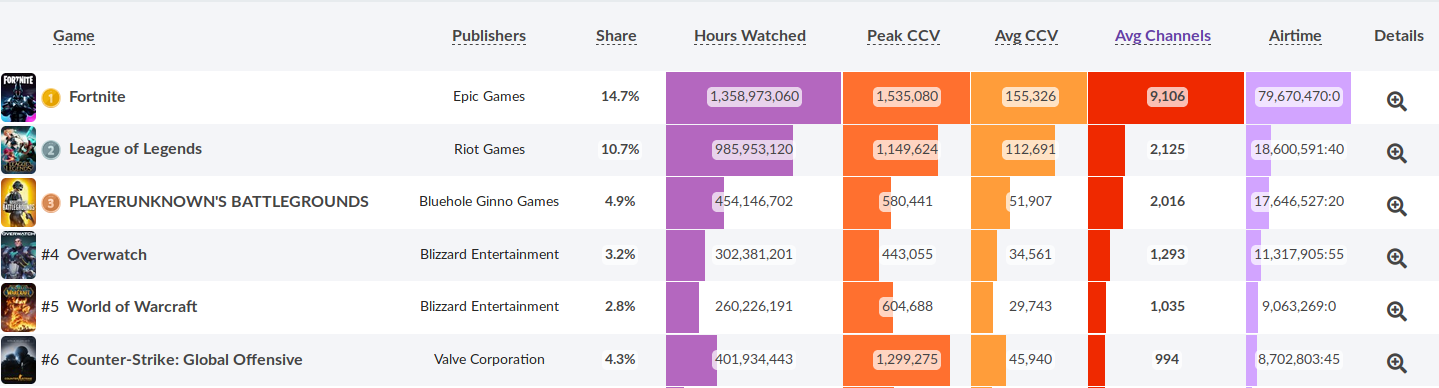 Game Publishers Share Hours Watched Peak CCV Avg CCV Avg Channels Airtime Details
FORTNITE 1 Fortnite Epic Games 14.7% 1,358,973,060 1,535,080 155,326 9,106 79,670,470:0
2 League of Legends Riot Games 10.7% 985,953,120 1,149,624 112,691 2,125 18,600,591:40
BATTLEGROUNDS 3 PLAYERUNKNOWN'S BATTLEGROUNDS Bluehole Ginno Games 4.9% 454,146,702 580,441 51,907 2,016 17,646,527:20
OVERWATCH #4 Overwatch Blizzard Entertainment 3.2% 302,381,201 443,055 34,561 1,293 11,317,905:55
WARCRAFT #5 World of Warcraft Blizzard Entertainment 2.8% 260,226,191 604,688 29,743 1,035 9,063,269:0
#6 Counter-Strike: Global Offensive Valve Corporation 4.3% 401,934,443 1,299,275 45,940 994 8,702,803:45